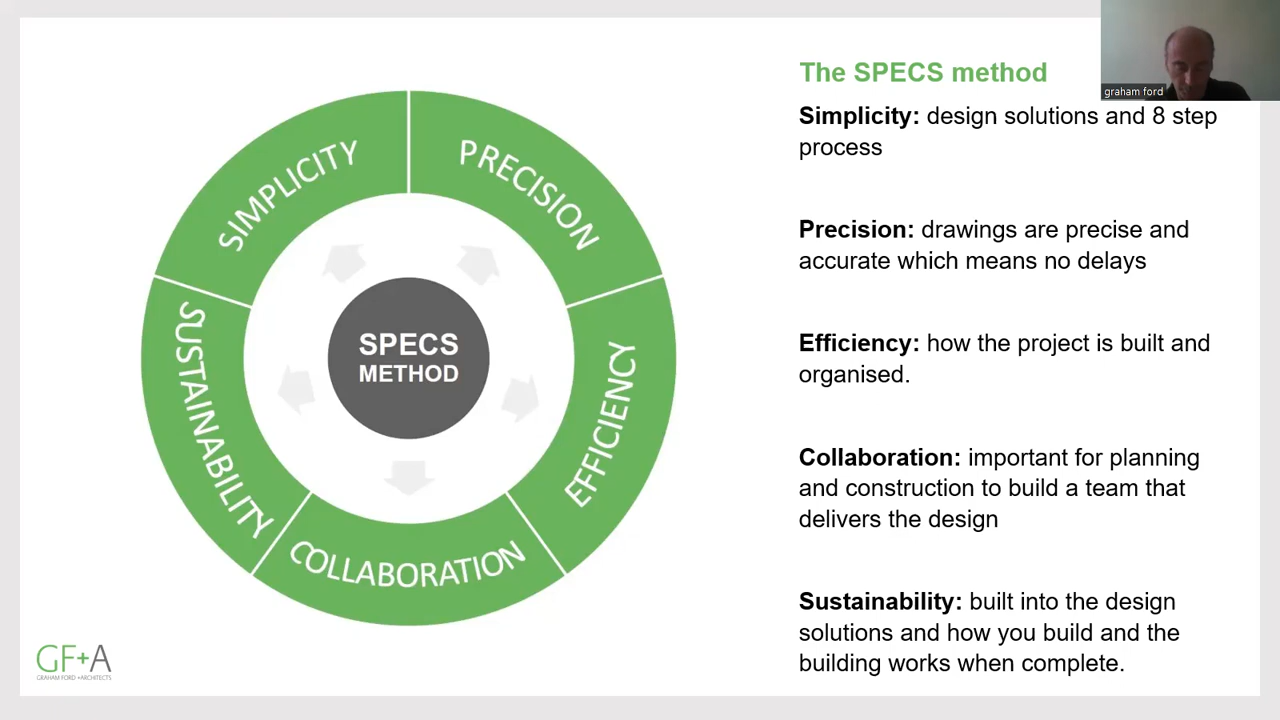 SIMPLICITY
PRECISION
EFFICIENCY
COLLABORATION
SUSTAINABILITY
SPECS
METHOD
GF+A
GRAHAM FORD +ARCHITECTS
The SPECS method
graham ford
Simplicity: design solutions and 8 step
process
Precision: drawings are precise and
accurate which means no delays
Efficiency: how the project is built and
organised.
Collaboration: important for planning
and construction to build a team that
delivers the design
Sustainability: built into the design
solutions and how you build and the
building works when complete.